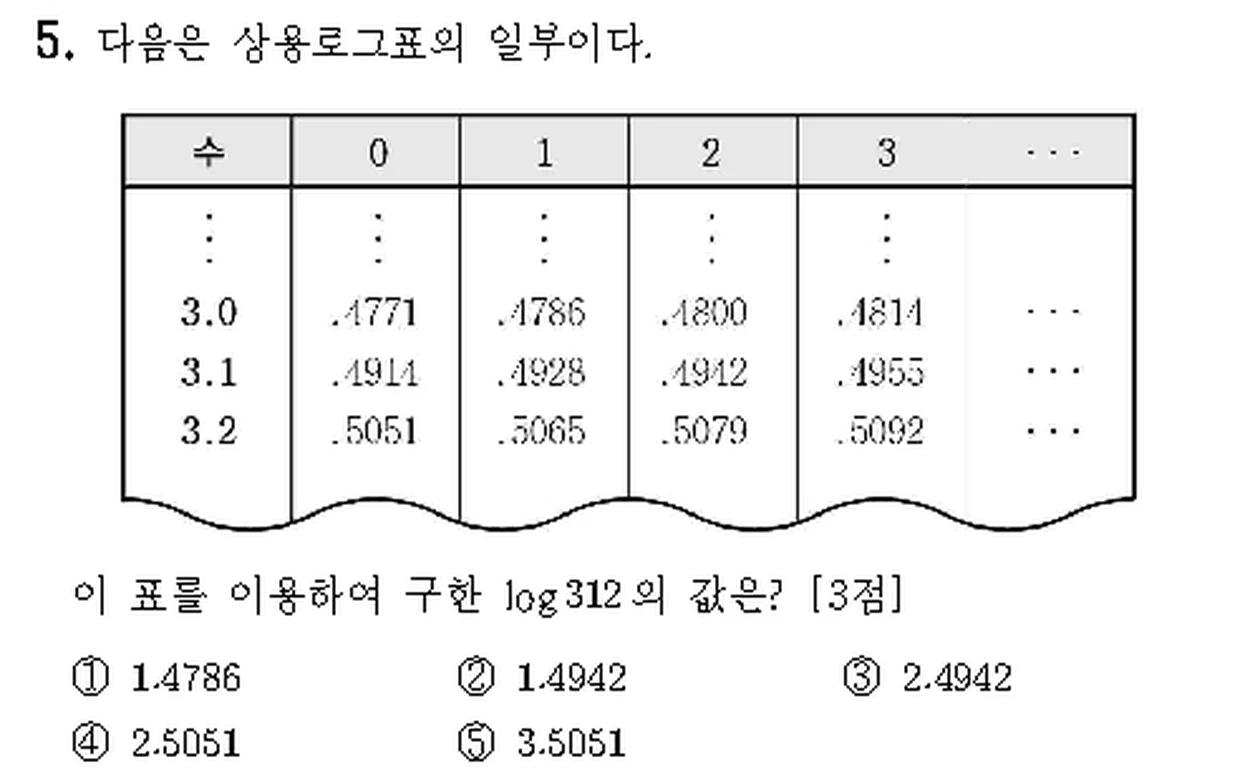 5. 다음은 상용로그표의 일부이다.
수 0 1 2 3 ···
⋮ ⋮ ⋮ ⋮ ⋮
3.0 .4771 .4786 .4800 .4814 ···
3.1 .4914 .4928 .4942 .4955 ···
3.2 .5051 .5065 .5079 .5092 ···
이 표를 이용하여 구한 log 312의 값은? [3점]
① 1.4786 ② 1.4942 ③ 2.4942
④ 2.5051 ⑤ 3.5051